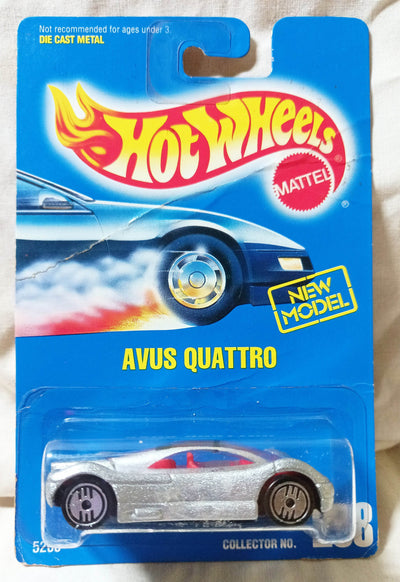 Not recommended for ages under 3.
DIE CAST METAL
HOT WHEELS
MATTEL
®
®
NEW
MODEL
AVUS QUATTRO
COLLECTOR NO.